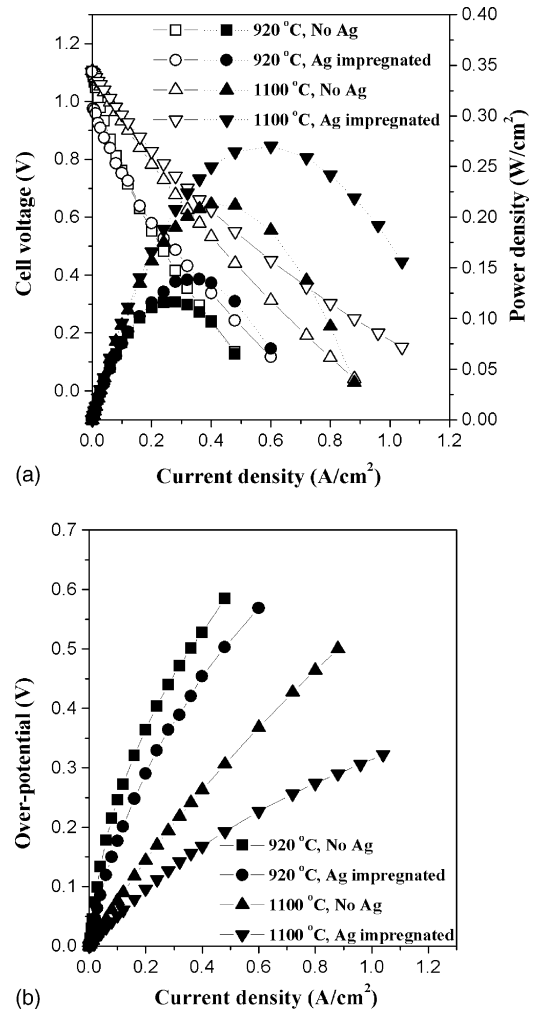 920 °C, No Ag
920 °C, Ag impregnated
1100 °C, No Ag
1100 °C, Ag impregnated
Cell voltage (V)
1.2
1.0
0.8
0.6
0.4
0.2
0.0
Power density (W/cm²)
0.40
0.35
0.30
0.25
0.20
0.15
0.10
0.05
0.00
0.0 0.2 0.4 0.6 0.8 1.0 1.2
(a)
Current density (A/cm²)
Over-potential (V)
0.7
0.6
0.5
0.4
0.3
0.2
0.1
0.0
920 °C, No Ag
920 °C, Ag impregnated
1100 °C, No Ag
1100 °C, Ag impregnated
0.0 0.2 0.4 0.6 0.8 1.0 1.2
(b)
Current density (A/cm²)